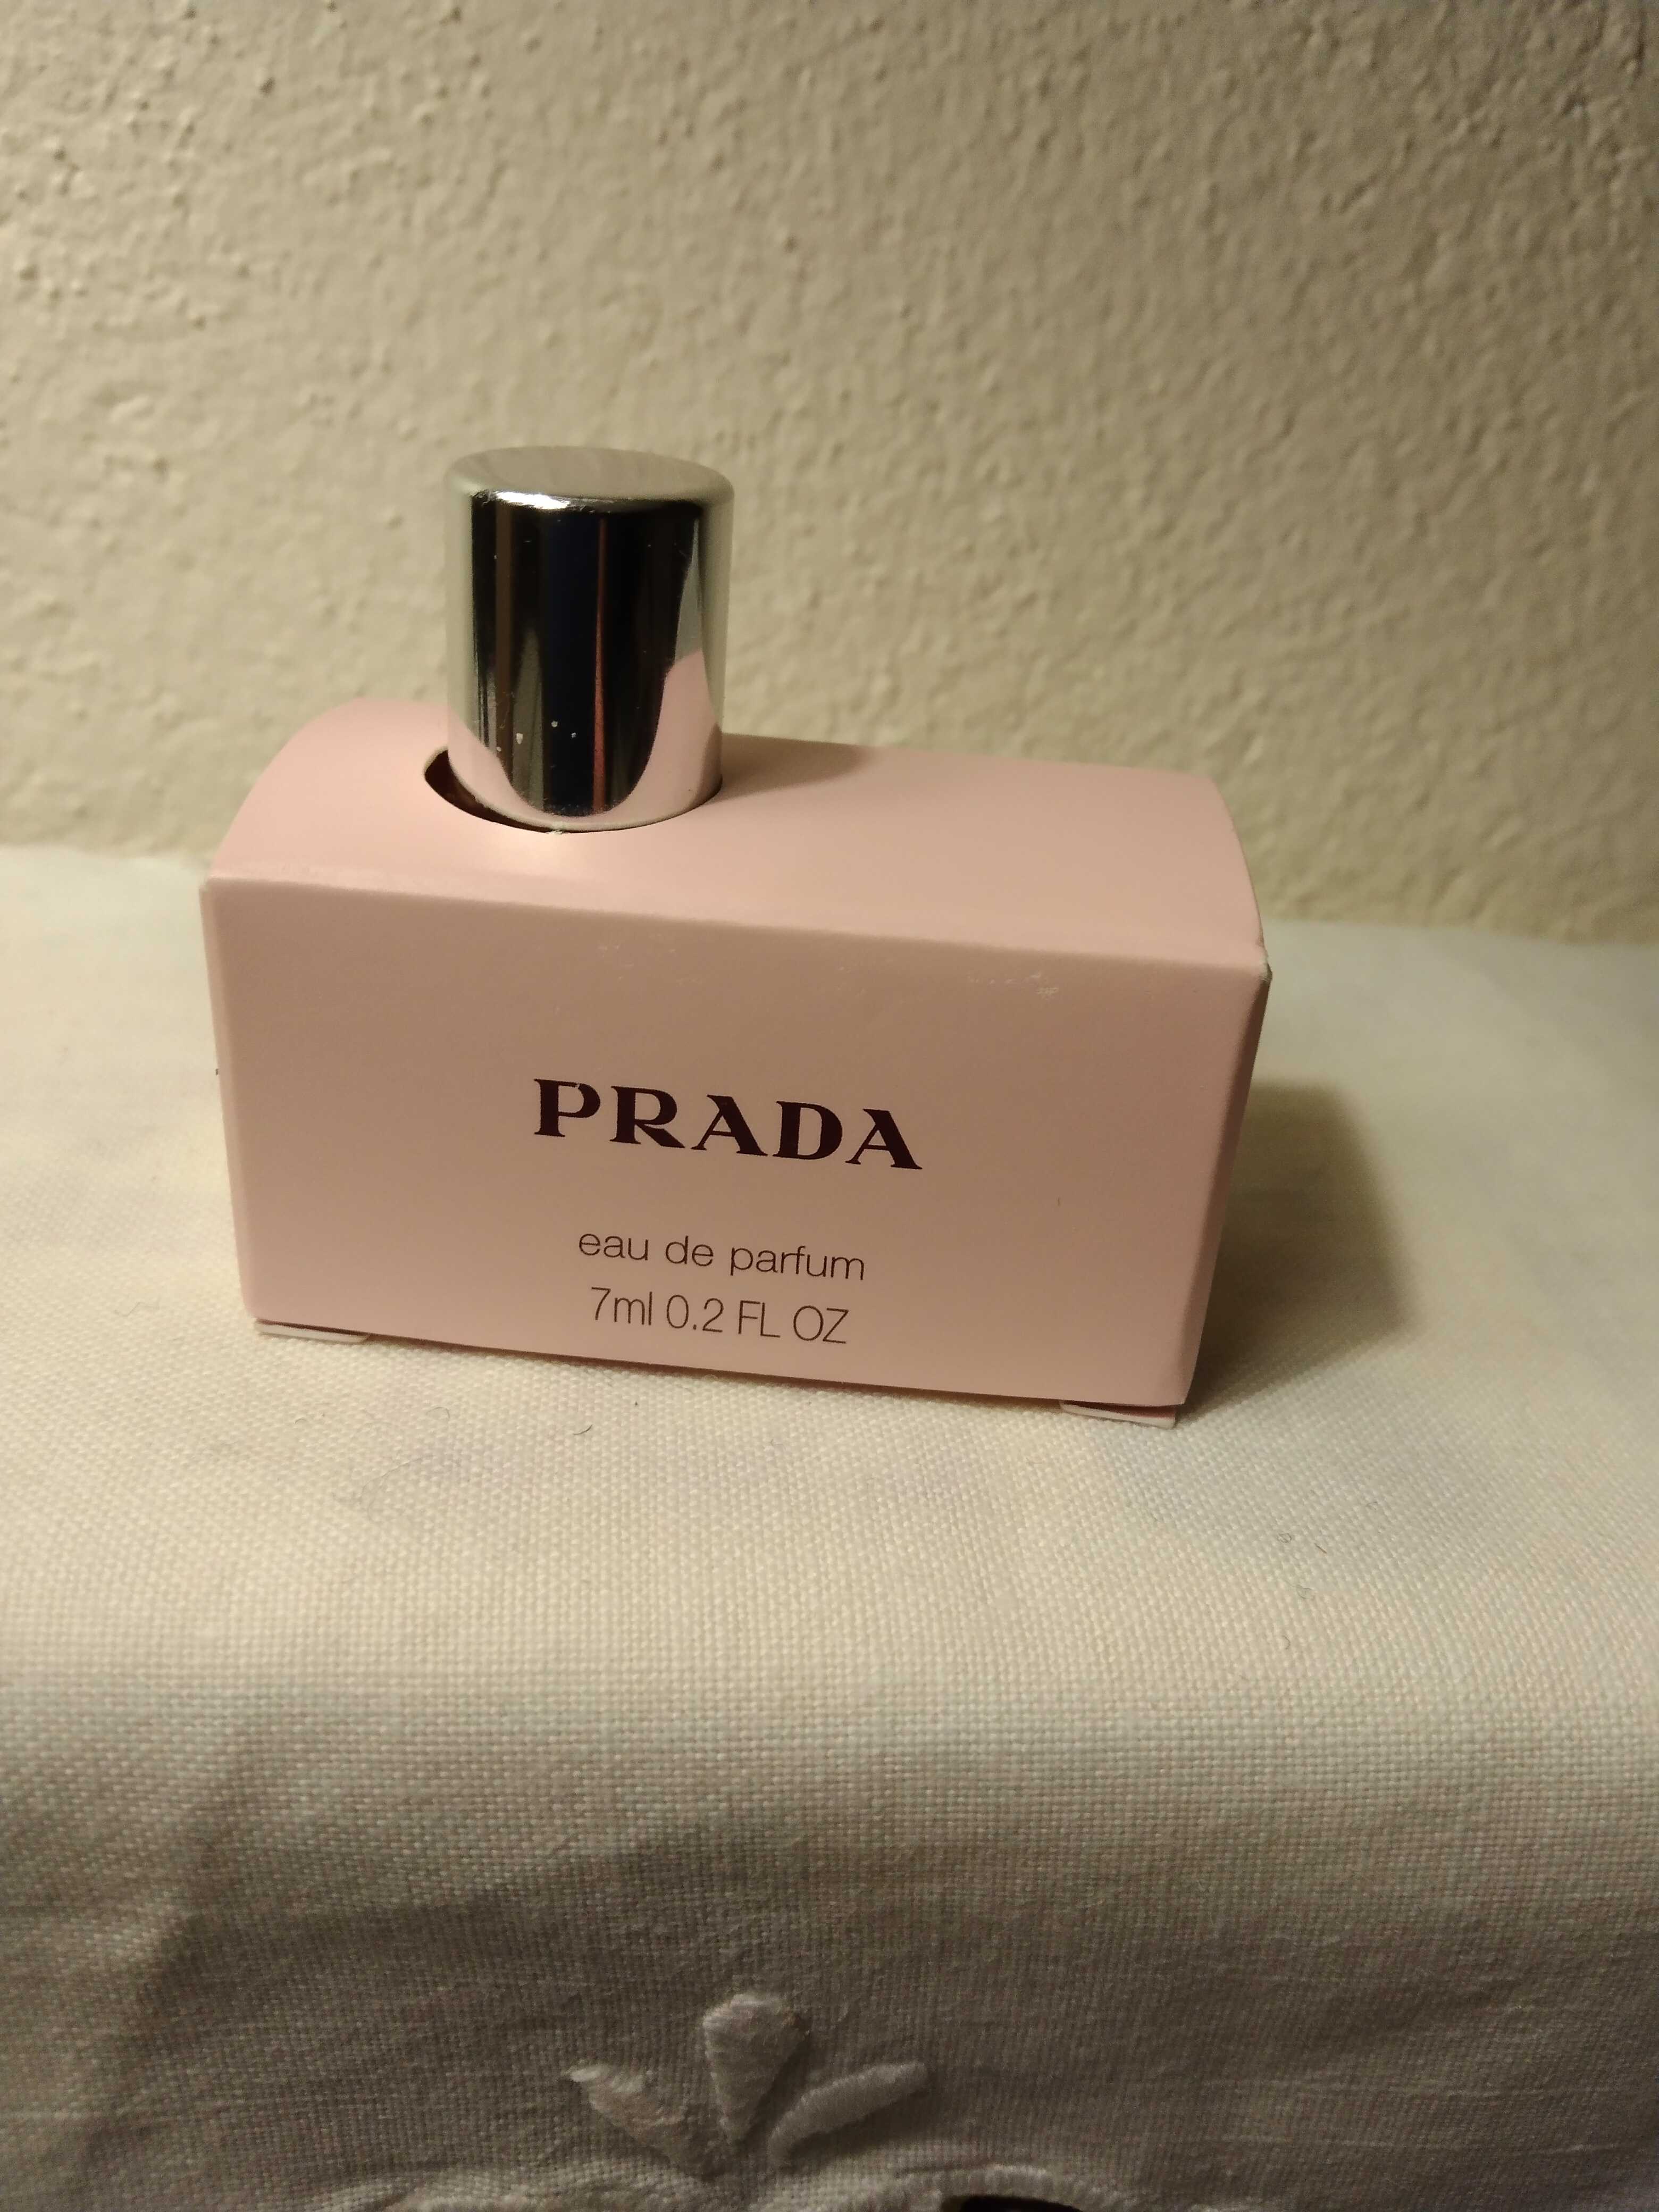 PRADA
eau de parfum
7ml 0.2 FL OZ